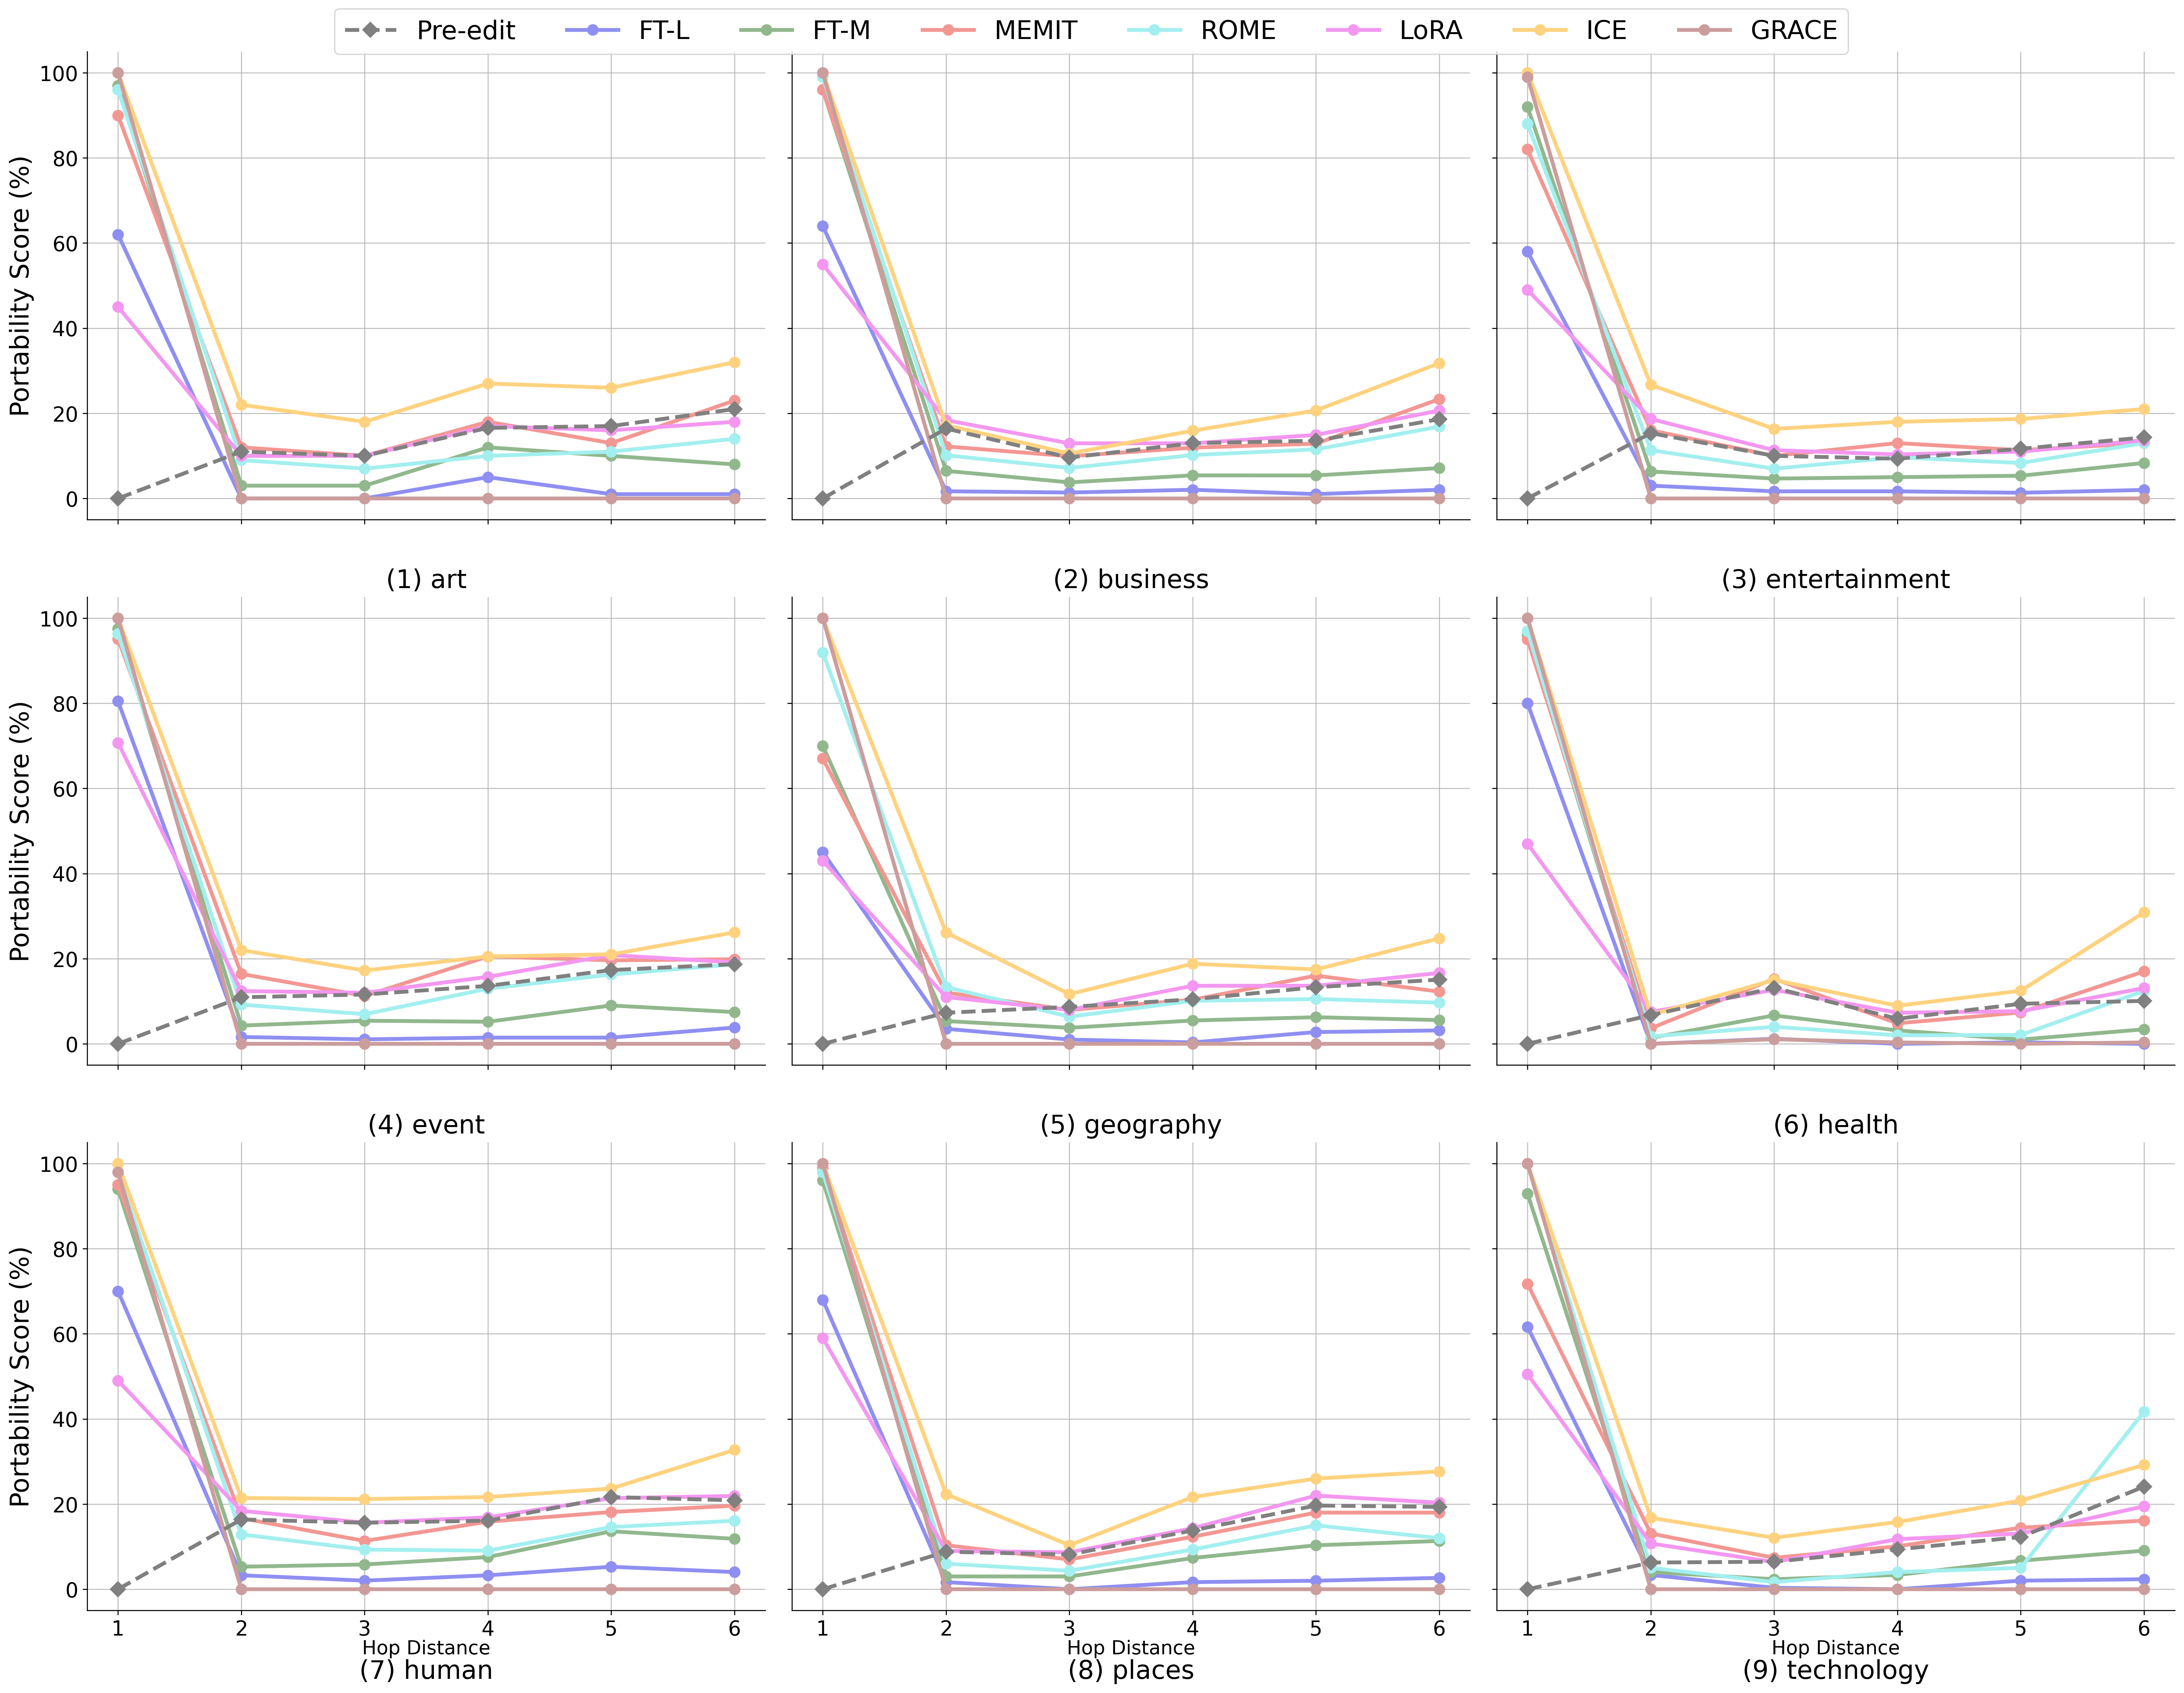 Pre-edit FT-L FT-M MEMIT ROME LoRA ICE GRACE
Portability Score (%)
100
80
60
40
20
0
(1) art
(2) business
(3) entertainment
Portability Score (%)
100
80
60
40
20
0
(4) event
(5) geography
(6) health
Portability Score (%)
100
80
60
40
20
0
1 2 3 4 5 6
Hop Distance
(7) human
1 2 3 4 5 6
Hop Distance
(8) places
1 2 3 4 5 6
Hop Distance
(9) technology